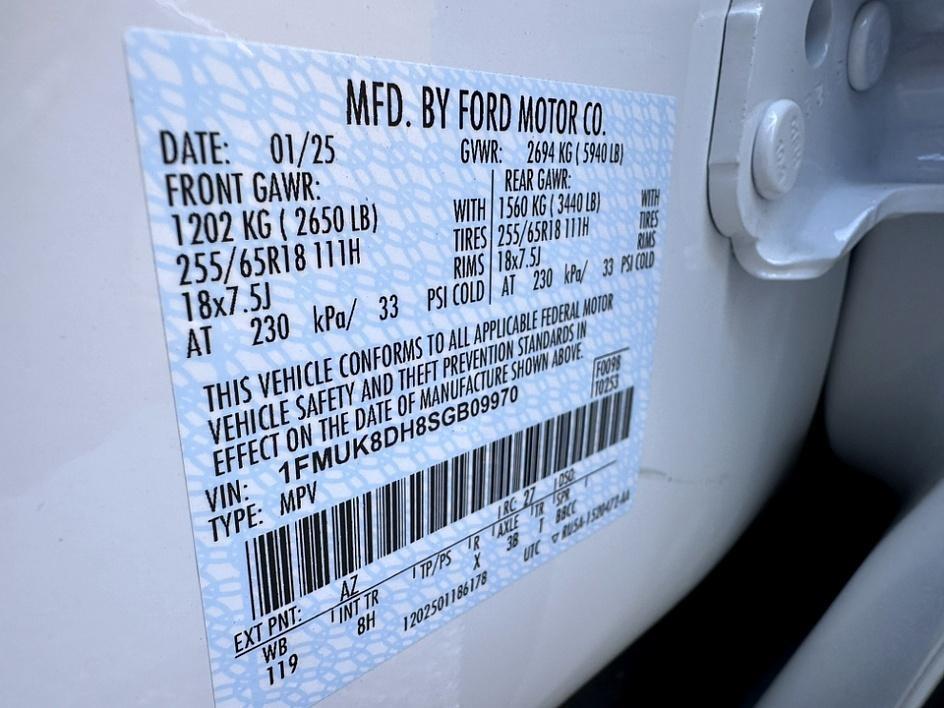 MFD. BY FORD MOTOR CO.
DATE: 01/25 GVWR: 2694 KG ( 5940 LB)
FRONT GAWR: REAR GAWR:
1202 KG ( 2650 LB) WITH 1560 KG ( 3440 LB) WITH
255/65R18 111H TIRES 255/65R18 111H TIRES
18x7.5J RIMS 18x7.5J RIMS
AT 230 kPa/ 33 PSI COLD AT 230 kPa/ 33 PSI COLD
THIS VEHICLE CONFORMS TO ALL APPLICABLE FEDERAL MOTOR
VEHICLE SAFETY AND THEFT PREVENTION STANDARDS IN
EFFECT ON THE DATE OF MANUFACTURE SHOWN ABOVE.
F0098
T0253
VIN: 1FMUK8DH8SGB09970
TYPE: MPV
EXT PNT: AZ RC: 27 DSO:
WB INT TR TP/PS R AXLE TR SPR
119 8H X 3B T BBCC
1202501186178 UTC